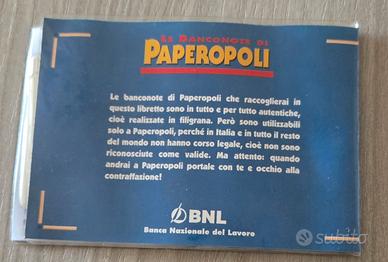 LE BANCONOTE DI
PAPEROPOLI
Le banconote di Paperopoli che raccoglierai in
questo libretto sono in tutto e per tutto autentiche,
cioè realizzate in filigrana. Però sono utilizzabili
solo a Paperopoli, perché in Italia e in tutto il resto
del mondo non hanno corso legale, cioè non sono
riconosciute come valide. Ma attento: quando
andrai a Paperopoli portale con te e occhio alla
contraffazione!
BNL
Banca Nazionale del Lavoro
subito